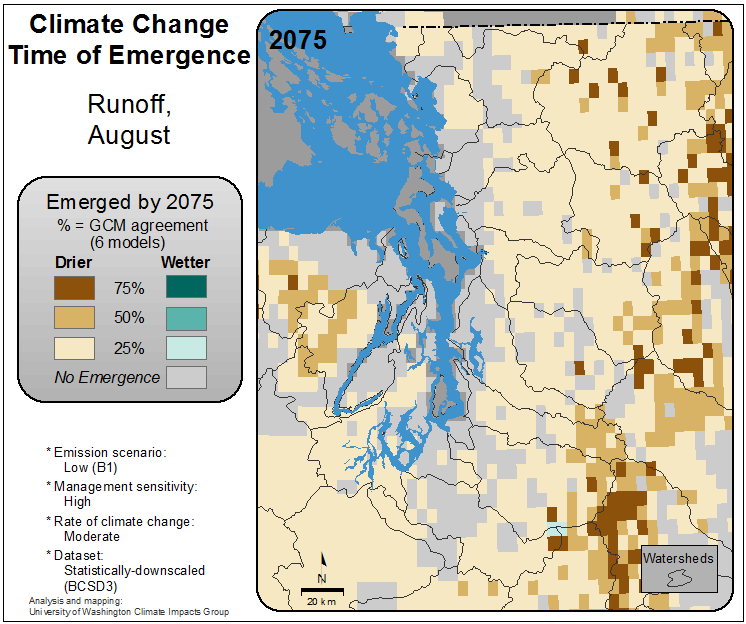 Climate Change
Time of Emergence
Runoff,
August
Emerged by 2075
% = GCM agreement
(6 models)
Drier Wetter
75%
50%
25%
No Emergence
* Emission scenario:
Low (B1)
* Management sensitivity:
High
* Rate of climate change:
Moderate
* Dataset:
Statistically-downscaled
(BCSD3)
Analysis and mapping:
University of Washington Climate Impacts Group
2075
N
20 km
Watersheds